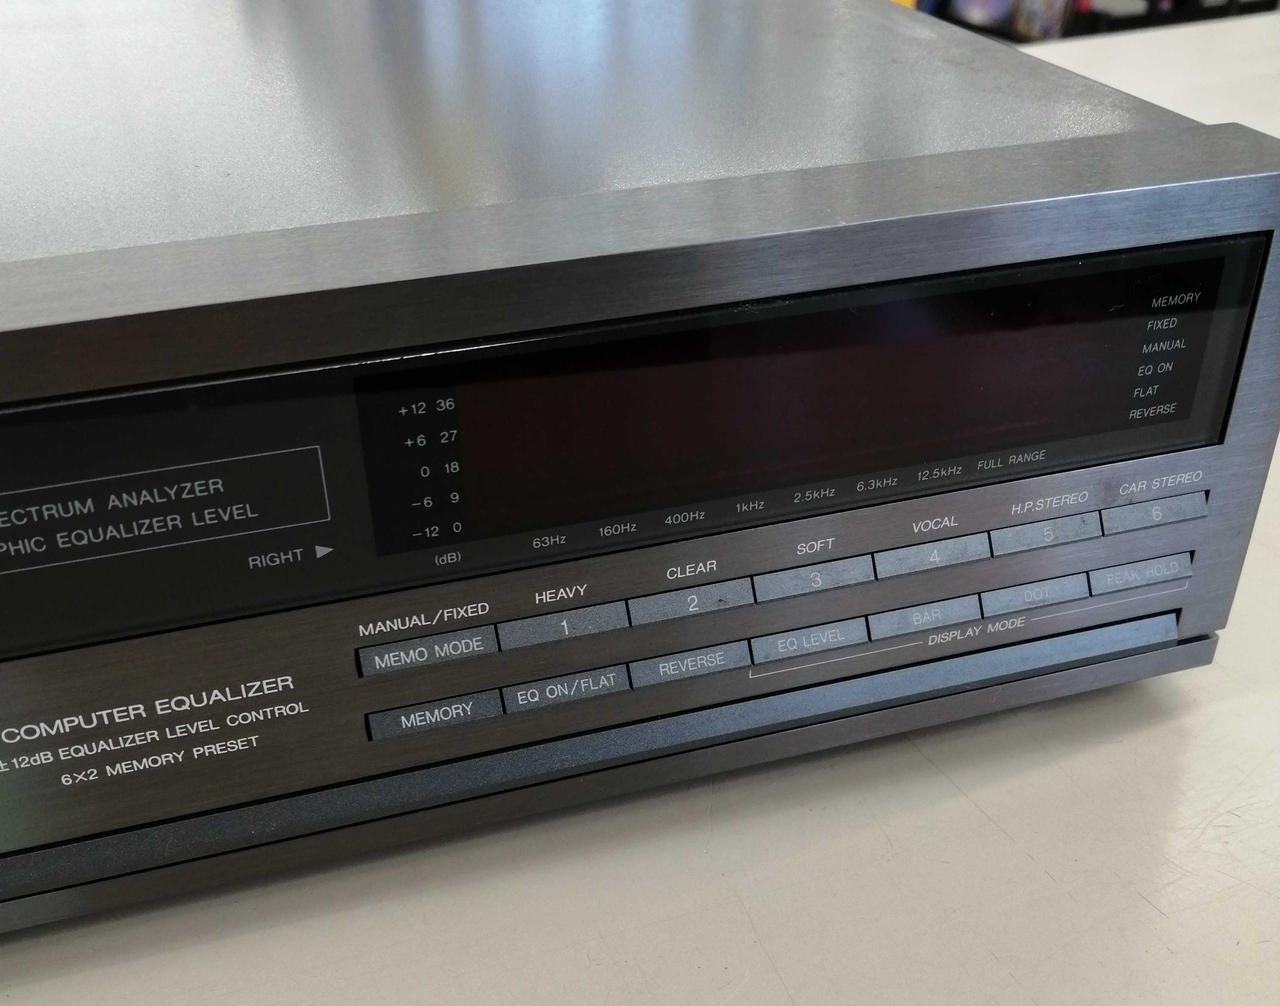 MEMORY
FIXED
MANUAL
EQ ON
FLAT
REVERSE
+12 36
+6 27
0 18
-6 9
-12 0
(dB)
63Hz 160Hz 400Hz 1kHz 2.5kHz 6.3kHz 12.5kHz FULL RANGE
ECTRUM ANALYZER
PHIC EQUALIZER LEVEL
RIGHT ▶
MANUAL/FIXED HEAVY CLEAR SOFT VOCAL H.P.STEREO CAR STEREO
MEMO MODE 1 2 3 4 5 6
MEMORY EQ ON/FLAT REVERSE EQ LEVEL BAR DOT PEAK HOLD
DISPLAY MODE
COMPUTER EQUALIZER
±12dB EQUALIZER LEVEL CONTROL
6×2 MEMORY PRESET